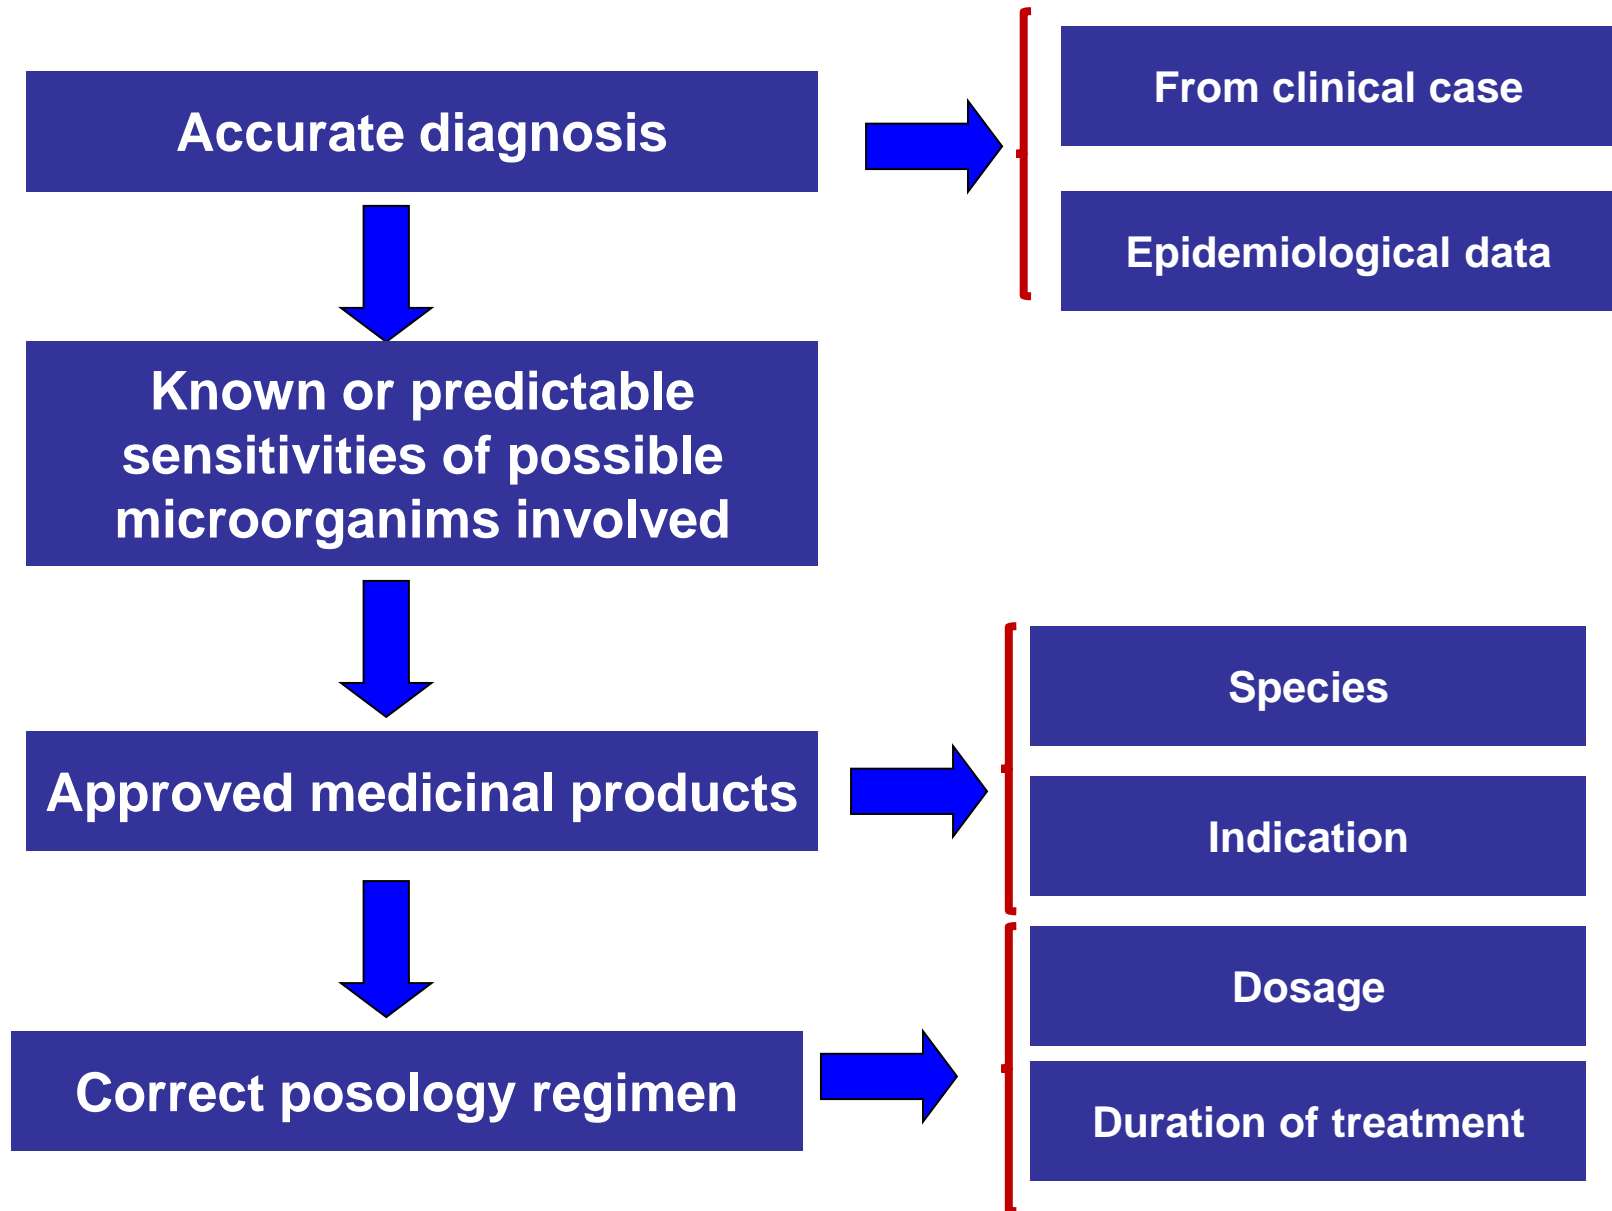 Accurate diagnosis
From clinical case
Epidemiological data
Known or predictable
sensitivities of possible
microorganims involved
Approved medicinal products
Species
Indication
Correct posology regimen
Dosage
Duration of treatment